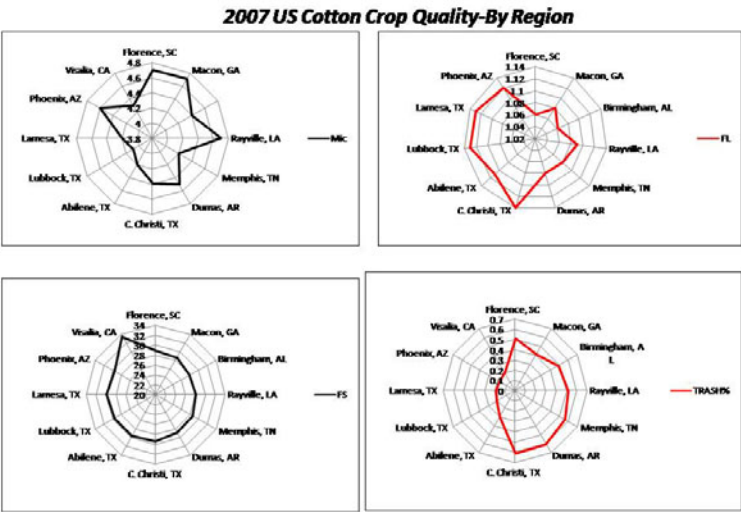 2007 US Cotton Crop Quality-By Region
Florence, SC
Macon, GA
Rayville, LA
Memphis, TN
Dumas, AR
C. Christi, TX
Abilene, TX
Lubbock, TX
Lamesa, TX
Phoenix, AZ
Visalia, CA
4.8
4.6
4.4
4.2
4
3.8
Mic
Florence, SC
Macon, GA
Birmingham, AL
Rayville, LA
Memphis, TN
Dumas, AR
C. Christi, TX
Abilene, TX
Lubbock, TX
Lamesa, TX
Phoenix, AZ
1.14
1.12
1.1
1.08
1.06
1.04
1.02
FL
Florence, SC
Macon, GA
Birmingham, AL
Rayville, LA
Memphis, TN
Dumas, AR
C. Christi, TX
Abilene, TX
Lubbock, TX
Lamesa, TX
Phoenix, AZ
Visalia, CA
34
32
30
28
26
24
22
20
FS
Florence, SC
Macon, GA
Birmingham, A
L
Rayville, LA
Memphis, TN
Dumas, AR
C. Christi, TX
Abilene, TX
Lubbock, TX
Lamesa, TX
Phoenix, AZ
Visalia, CA
0.7
0.6
0.5
0.4
0.3
0.2
0.1
0
TRASH%